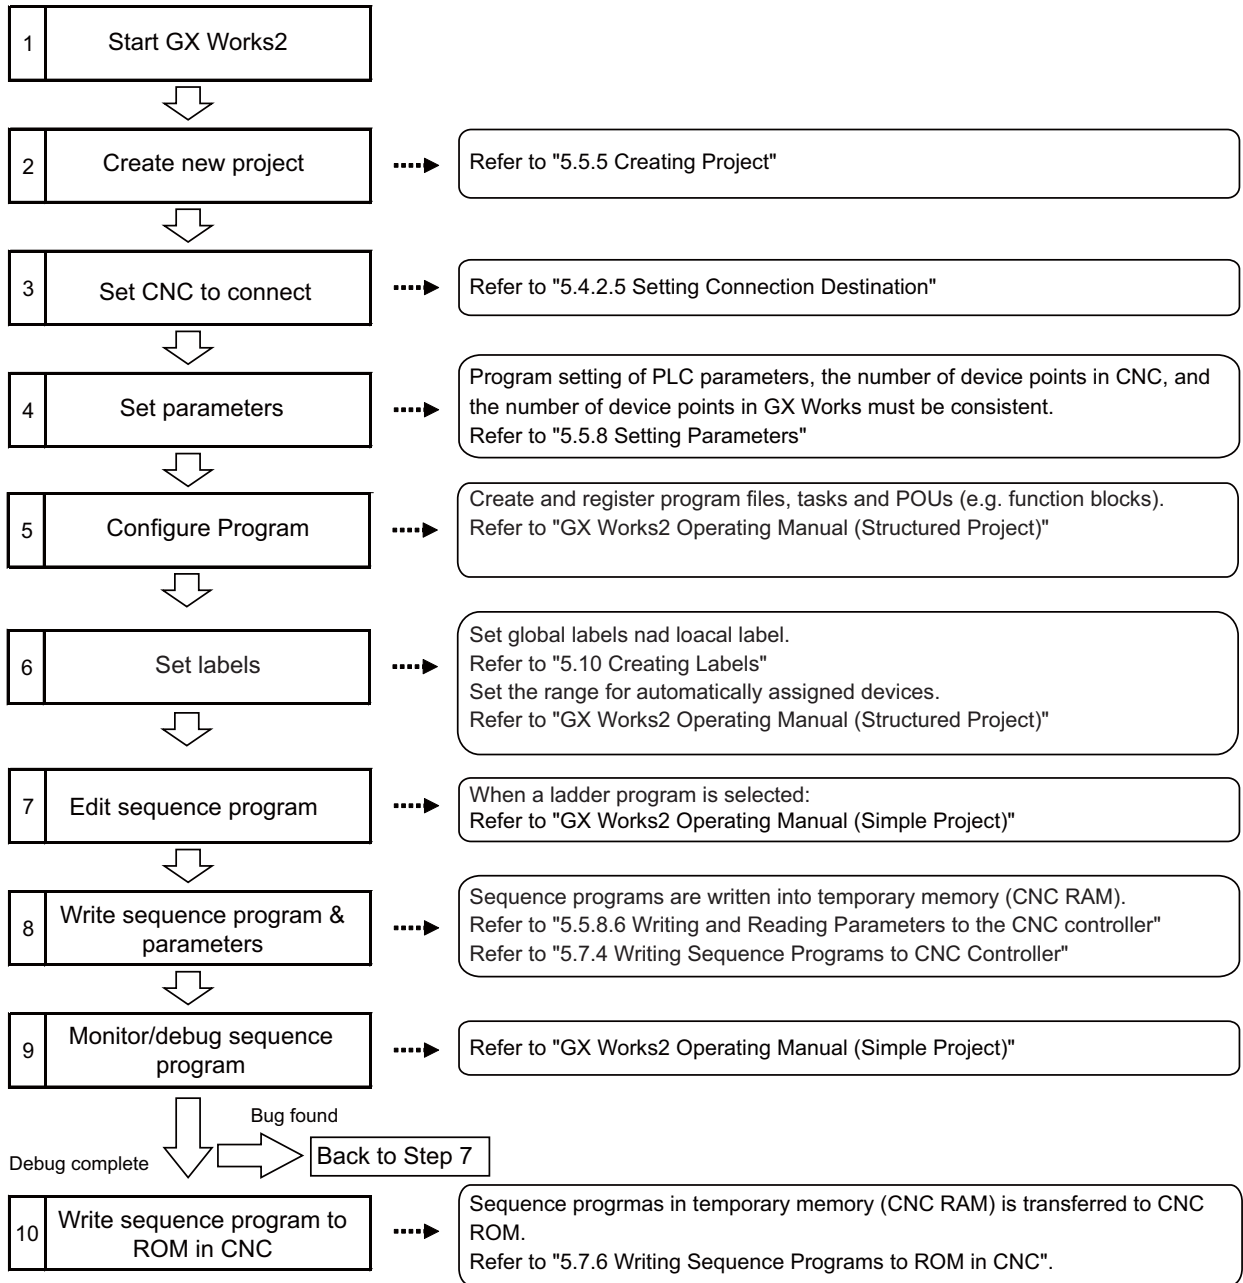 1 Start GX Works2
2 Create new project
Refer to "5.5.5 Creating Project"
3 Set CNC to connect
Refer to "5.4.2.5 Setting Connection Destination"
4 Set parameters
Program setting of PLC parameters, the number of device points in CNC, and
the number of device points in GX Works must be consistent.
Refer to "5.5.8 Setting Parameters"
5 Configure Program
Create and register program files, tasks and POUs (e.g. function blocks).
Refer to "GX Works2 Operating Manual (Structured Project)"
6 Set labels
Set global labels nad loacal label.
Refer to "5.10 Creating Labels"
Set the range for automatically assigned devices.
Refer to "GX Works2 Operating Manual (Structured Project)"
7 Edit sequence program
When a ladder program is selected:
Refer to "GX Works2 Operating Manual (Simple Project)"
8 Write sequence program &
parameters
Sequence programs are written into temporary memory (CNC RAM).
Refer to "5.5.8.6 Writing and Reading Parameters to the CNC controller"
Refer to "5.7.4 Writing Sequence Programs to CNC Controller"
9 Monitor/debug sequence
program
Refer to "GX Works2 Operating Manual (Simple Project)"
Bug found
Back to Step 7
Debug complete
10 Write sequence program to
ROM in CNC
Sequence progrmas in temporary memory (CNC RAM) is transferred to CNC
ROM.
Refer to "5.7.6 Writing Sequence Programs to ROM in CNC".